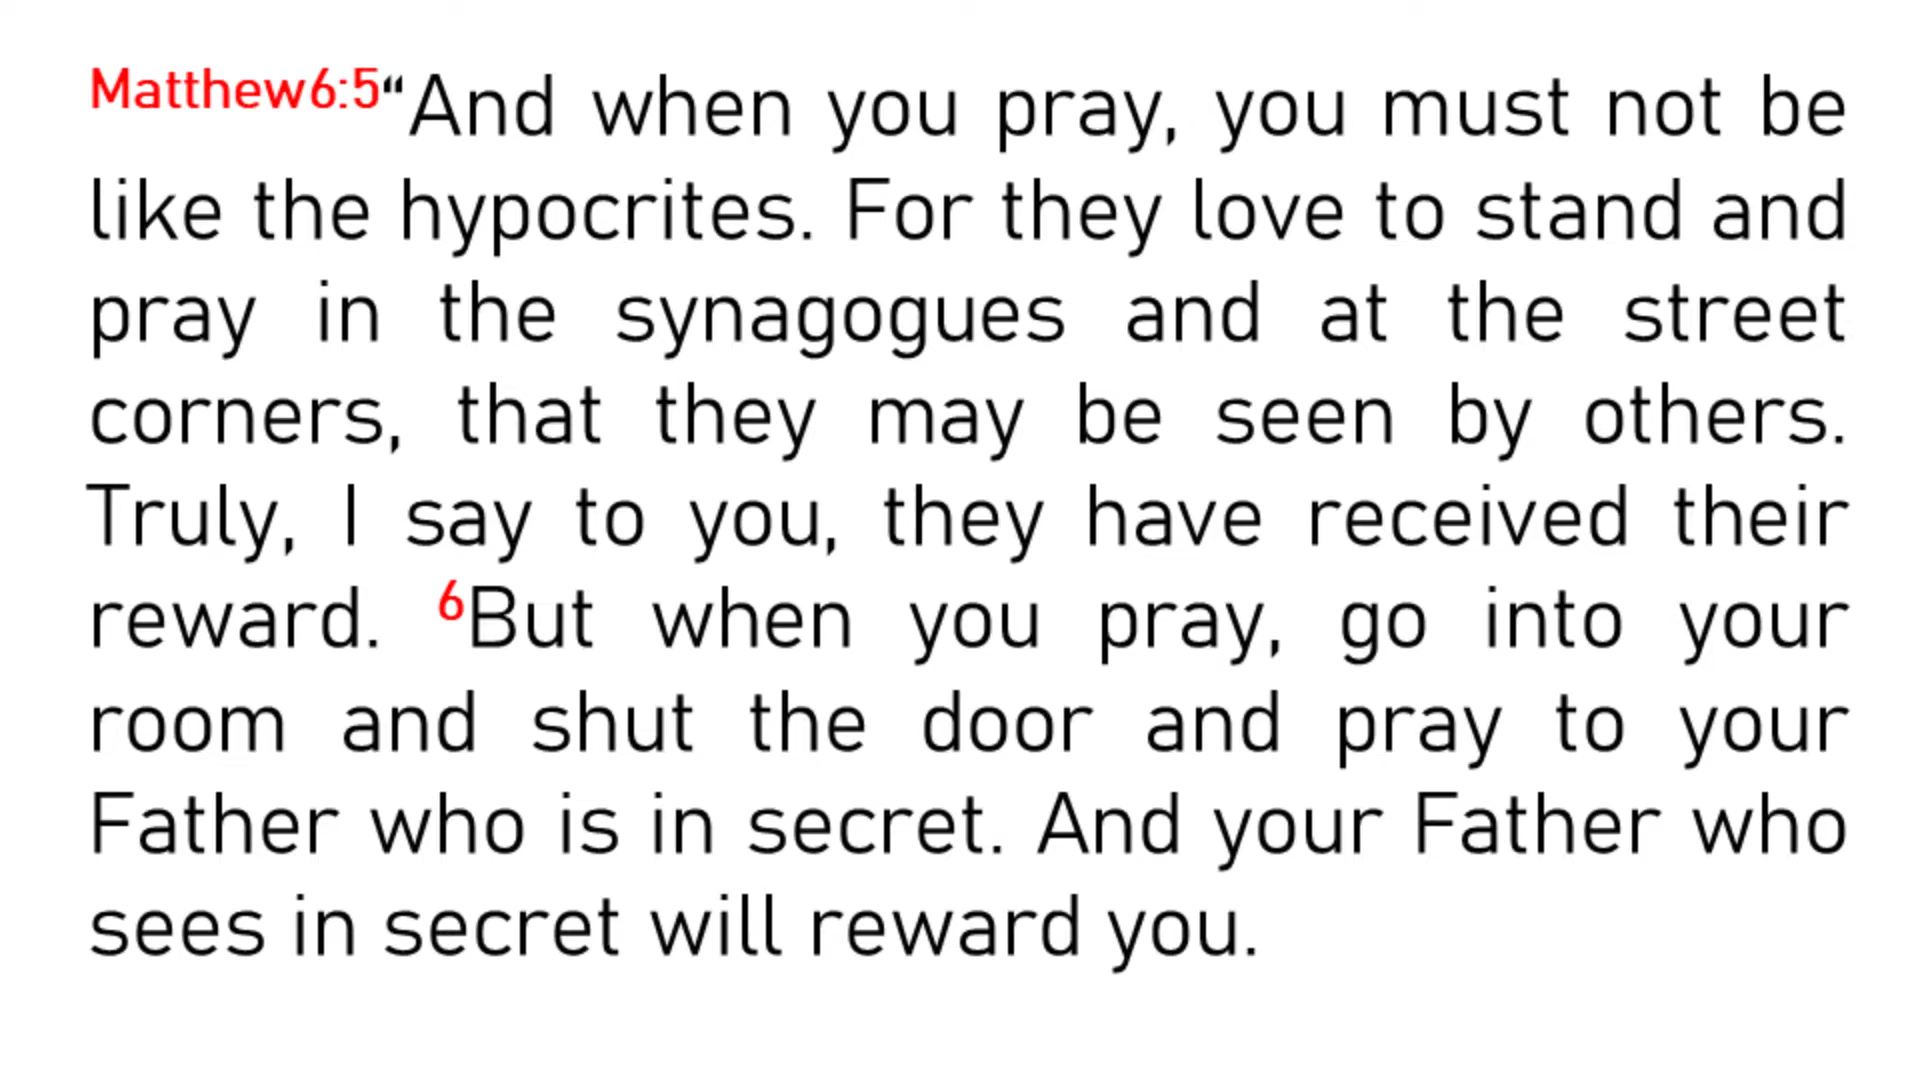 Matthew6:5“And when you pray, you must not be
like the hypocrites. For they love to stand and
pray in the synagogues and at the street
corners, that they may be seen by others.
Truly, I say to you, they have received their
reward. 6But when you pray, go into your
room and shut the door and pray to your
Father who is in secret. And your Father who
sees in secret will reward you.